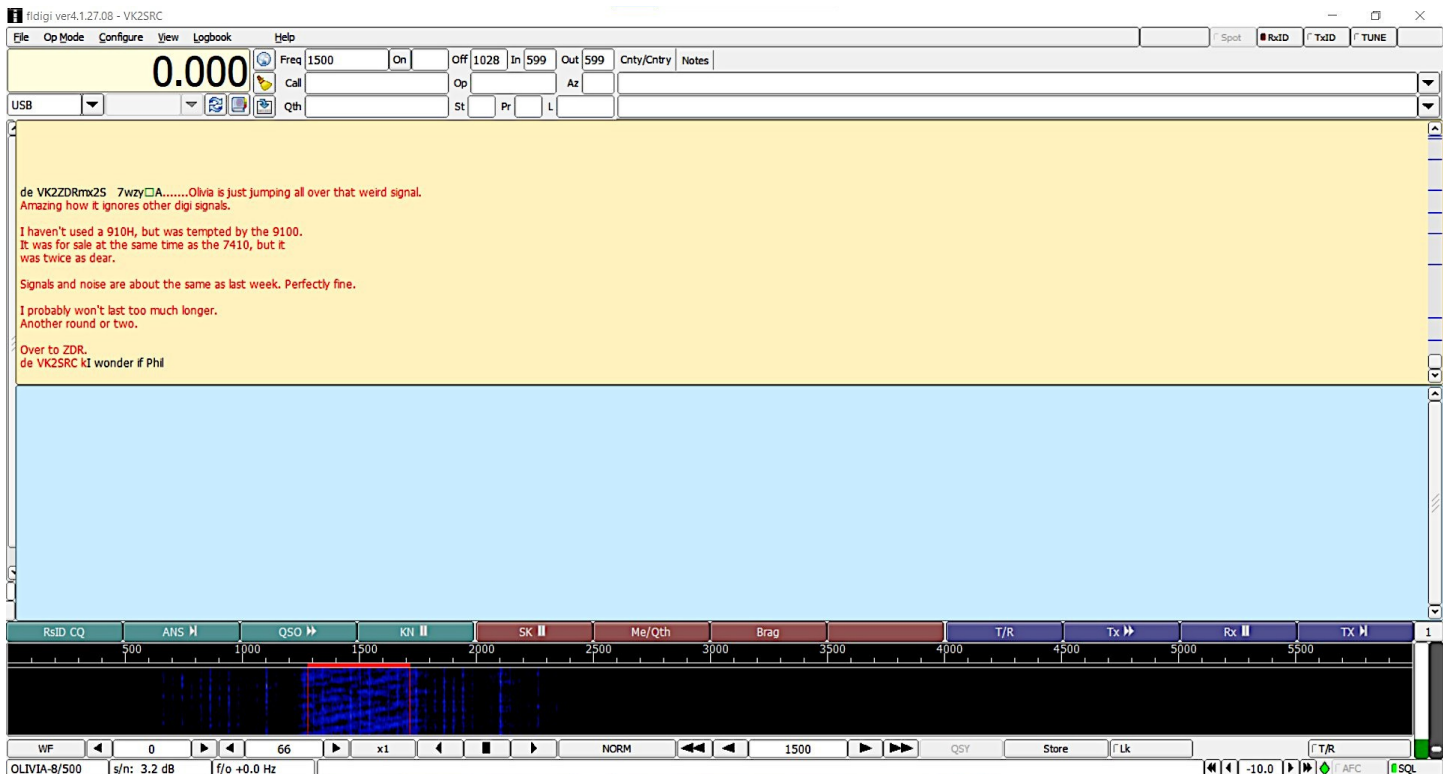 fldigi ver4.1.27.08 - VK2SRC
File Op Mode Configure View Logbook Help
Spot RxID TxID TUNE
0.000
Freq 1500 On Off 1028 In 599 Out 599 Cnty/Cntry Notes
Call Op Az
USB
Qth St Pr L
de VK2ZDRmx2S 7wzy□A.......Olivia is just jumping all over that weird signal.
Amazing how it ignores other digi signals.
I haven't used a 910H, but was tempted by the 9100.
It was for sale at the same time as the 7410, but it
was twice as dear.
Signals and noise are about the same as last week. Perfectly fine.
I probably won't last too much longer.
Another round or two.
Over to ZDR.
de VK2SRC kI wonder if Phil
RsID CQ ANS QSO KN SK Me/Qth Brag T/R Tx Rx TX 1
500 1000 1500 2000 2500 3000 3500 4000 4500 5000 5500
WF 0 66 x1 NORM 1500 QSY Store Lk T/R
OLIVIA-8/500 s/n: 3.2 dB f/o +0.0 Hz -10.0 AFC SQL